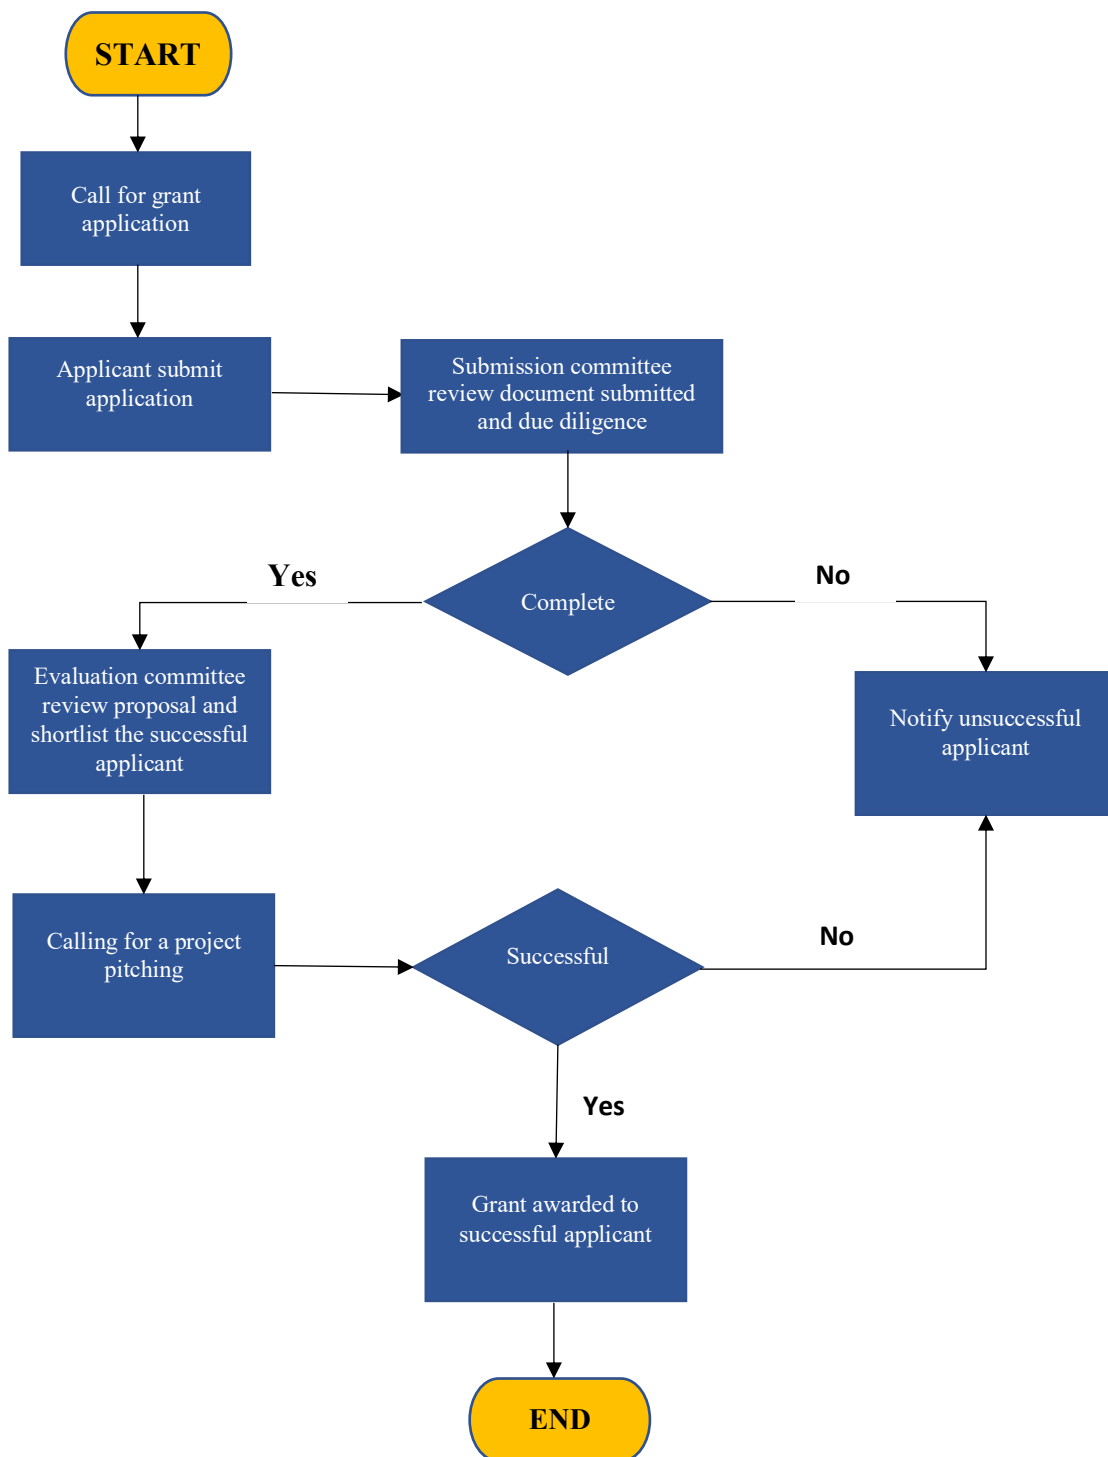 START
Call for grant
application
Applicant submit
application
Submission committee
review document submitted
and due diligence
Complete
Yes
No
Evaluation committee
review proposal and
shortlist the successful
applicant
Notify unsuccessful
applicant
Calling for a project
pitching
Successful
No
Yes
Grant awarded to
successful applicant
END